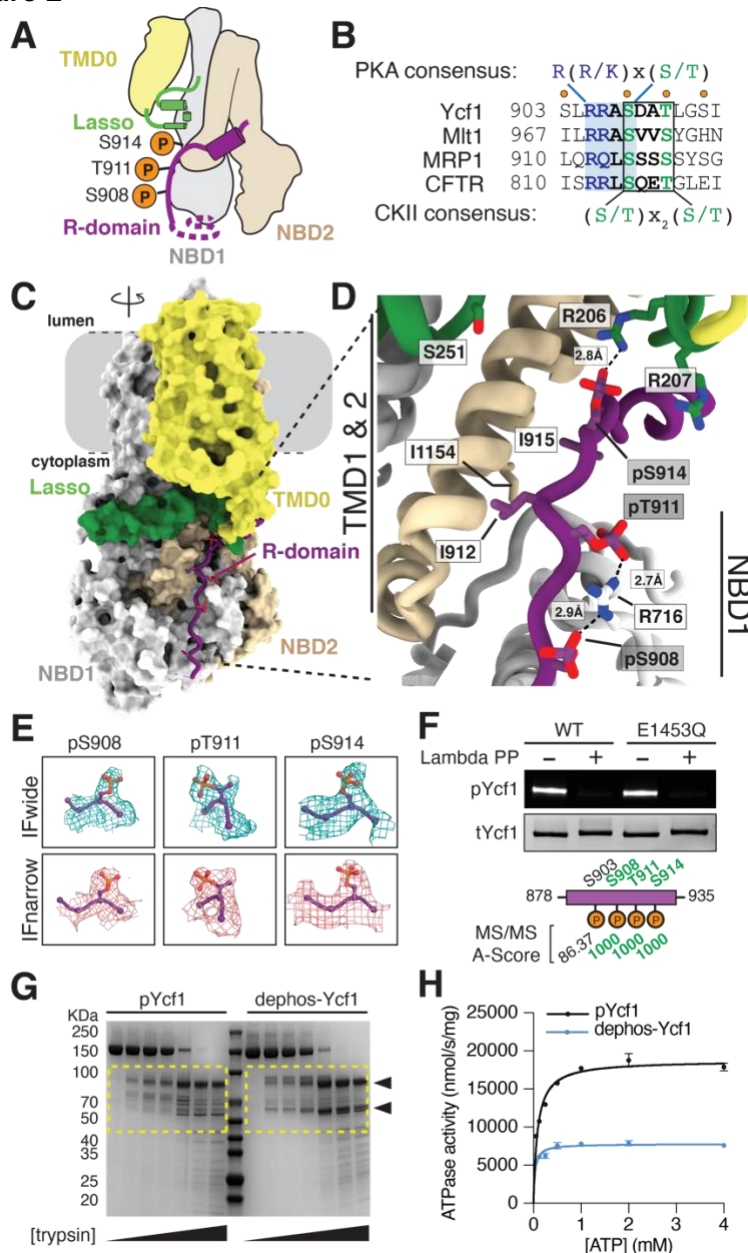 A
TMD0
Lasso
S914
P
T911
P
S908
P
R-domain
NBD1
NBD2
B
PKA consensus: R(R/K)x(S/T)
Ycf1 903 SLRRASDATLGSI
Mlt1 967 ILRRASVVSYGHN
MRP1 910 LQRQLSSSSSYSG
CFTR 810 ISRRLSQETGLEI
CKII consensus: (S/T)x2(S/T)
C
lumen
cytoplasm
Lasso
TMD0
R-domain
NBD2
NBD1
D
TMD1 & 2
S251
R206
2.8Å
R207
I915
I1154
pS914
pT911
I912
2.7Å
2.9Å
R716
pS908
NBD1
E
pS908 pT911 pS914
IFwide
IFnarrow
F
WT E1453Q
Lambda PP – + – +
pYcf1
tYcf1
S903 S908 T911 S914
878 935
P P P P
MS/MS
A-Score
86.37 1000 1000 1000
G
pYcf1 dephos-Ycf1
KDa
250
150
100
70
50
40
35
25
20
[trypsin]
H
pYcf1
dephos-Ycf1
ATPase activity (nmol/s/mg)
25000
20000
15000
10000
5000
0
0 1 2 3 4
[ATP] (mM)